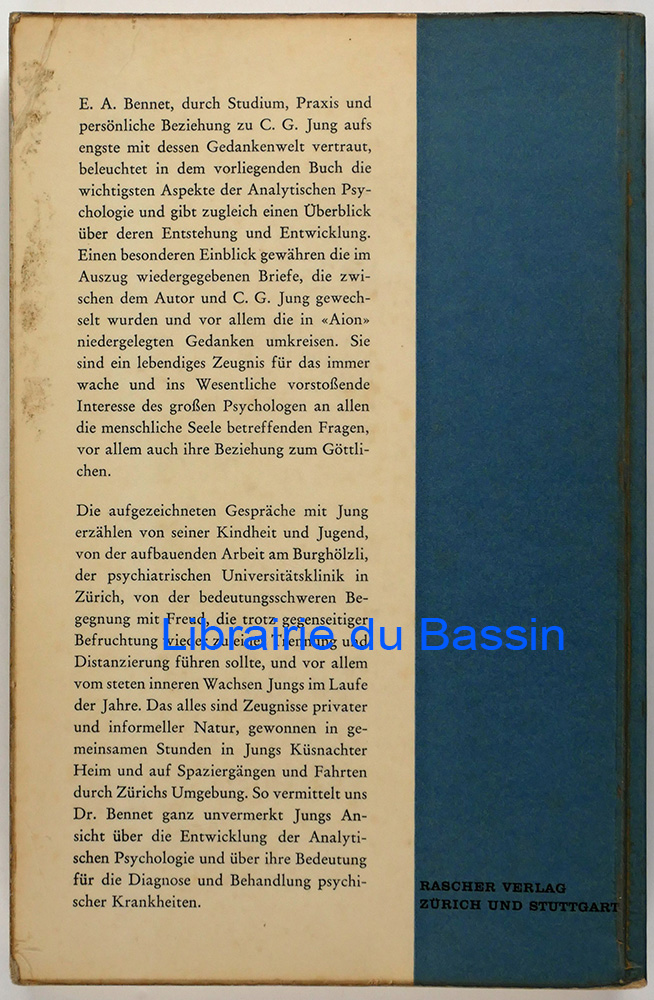 E. A. Bennet, durch Studium, Praxis und
persönliche Beziehung zu C. G. Jung aufs
engste mit dessen Gedankenwelt vertraut,
beleuchtet in dem vorliegenden Buch die
wichtigsten Aspekte der Analytischen Psy-
chologie und gibt zugleich einen Überblick
über deren Entstehung und Entwicklung.
Einen besonderen Einblick gewähren die im
Auszug wiedergegebenen Briefe, die zwi-
schen dem Autor und C. G. Jung gewech-
selt wurden und vor allem die in «Aion»
niedergelegten Gedanken umkreisen. Sie
sind ein lebendiges Zeugnis für das immer
wache und ins Wesentliche vorstoßende
Interesse des großen Psychologen an allen
die menschliche Seele betreffenden Fragen,
vor allem auch ihre Beziehung zum Göttli-
chen.
Die aufgezeichneten Gespräche mit Jung
erzählen von seiner Kindheit und Jugend,
von der aufbauenden Arbeit am Burghölzli,
der psychiatrischen Universitätsklinik in
Zürich, von der bedeutungsschweren Be-
gegnung mit Freud, die trotz gegenseitiger
Befruchtung wieder zu einer Trennung und
Distanzierung führen sollte, und vor allem
vom steten inneren Wachsen Jungs im Laufe
der Jahre. Das alles sind Zeugnisse privater
und informeller Natur, gewonnen in ge-
meinsamen Stunden in Jungs Küsnachter
Heim und auf Spaziergängen und Fahrten
durch Zürichs Umgebung. So vermittelt uns
Dr. Bennet ganz unvermerkt Jungs An-
sicht über die Entwicklung der Analyti-
schen Psychologie und über ihre Bedeutung
für die Diagnose und Behandlung psychi-
scher Krankheiten.
Librairie du Bassin
RASCHER VERLAG
ZÜRICH UND STUTTGART